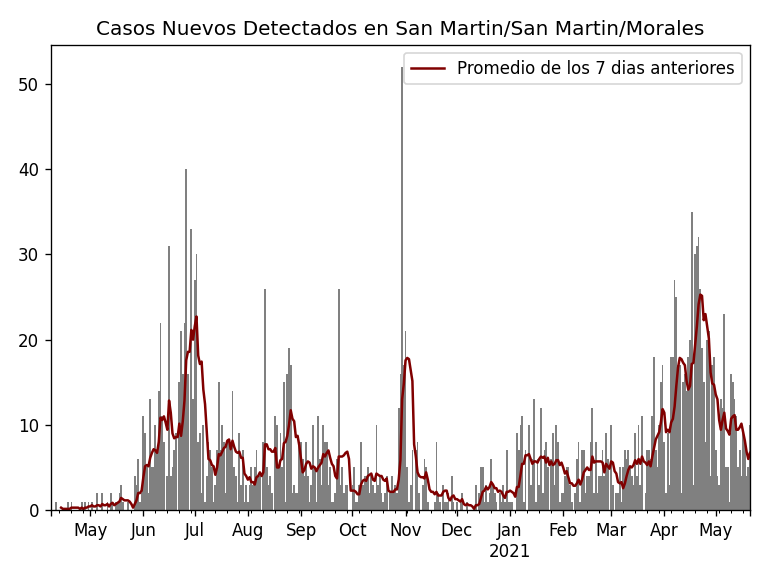 Casos Nuevos Detectados en San Martin/San Martin/Morales
Promedio de los 7 dias anteriores
50
40
30
20
10
0
May Jun Jul Aug Sep Oct Nov Dec Jan Feb Mar Apr May
2021